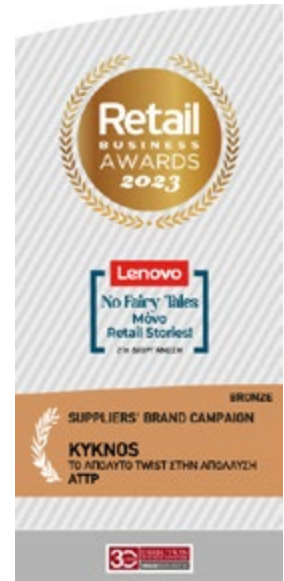 Retail
BUSINESS
AWARDS
2023
Lenovo
No Fairy Tales
Μόνο
Retail Stories!
BRONZE
SUPPLIERS' BRAND CAMPAIGN
KYKNOS
ΤΟ ΑΠΟΛΥΤΟ TWIST ΣΤΗΝ ΑΠΟΛΑΥΣΗ
ATTP
30